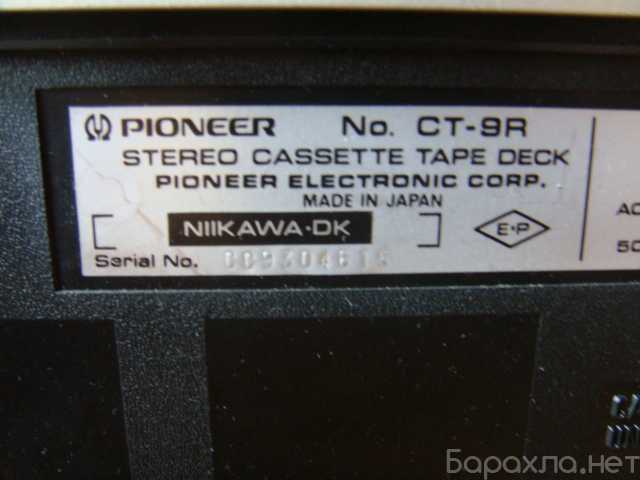 PIONEER No. CT-9R
STEREO CASSETTE TAPE DECK
PIONEER ELECTRONIC CORP.
MADE IN JAPAN
NIIKAWA·DK
E·P
Serial No.
AC
50
Барахла.нет